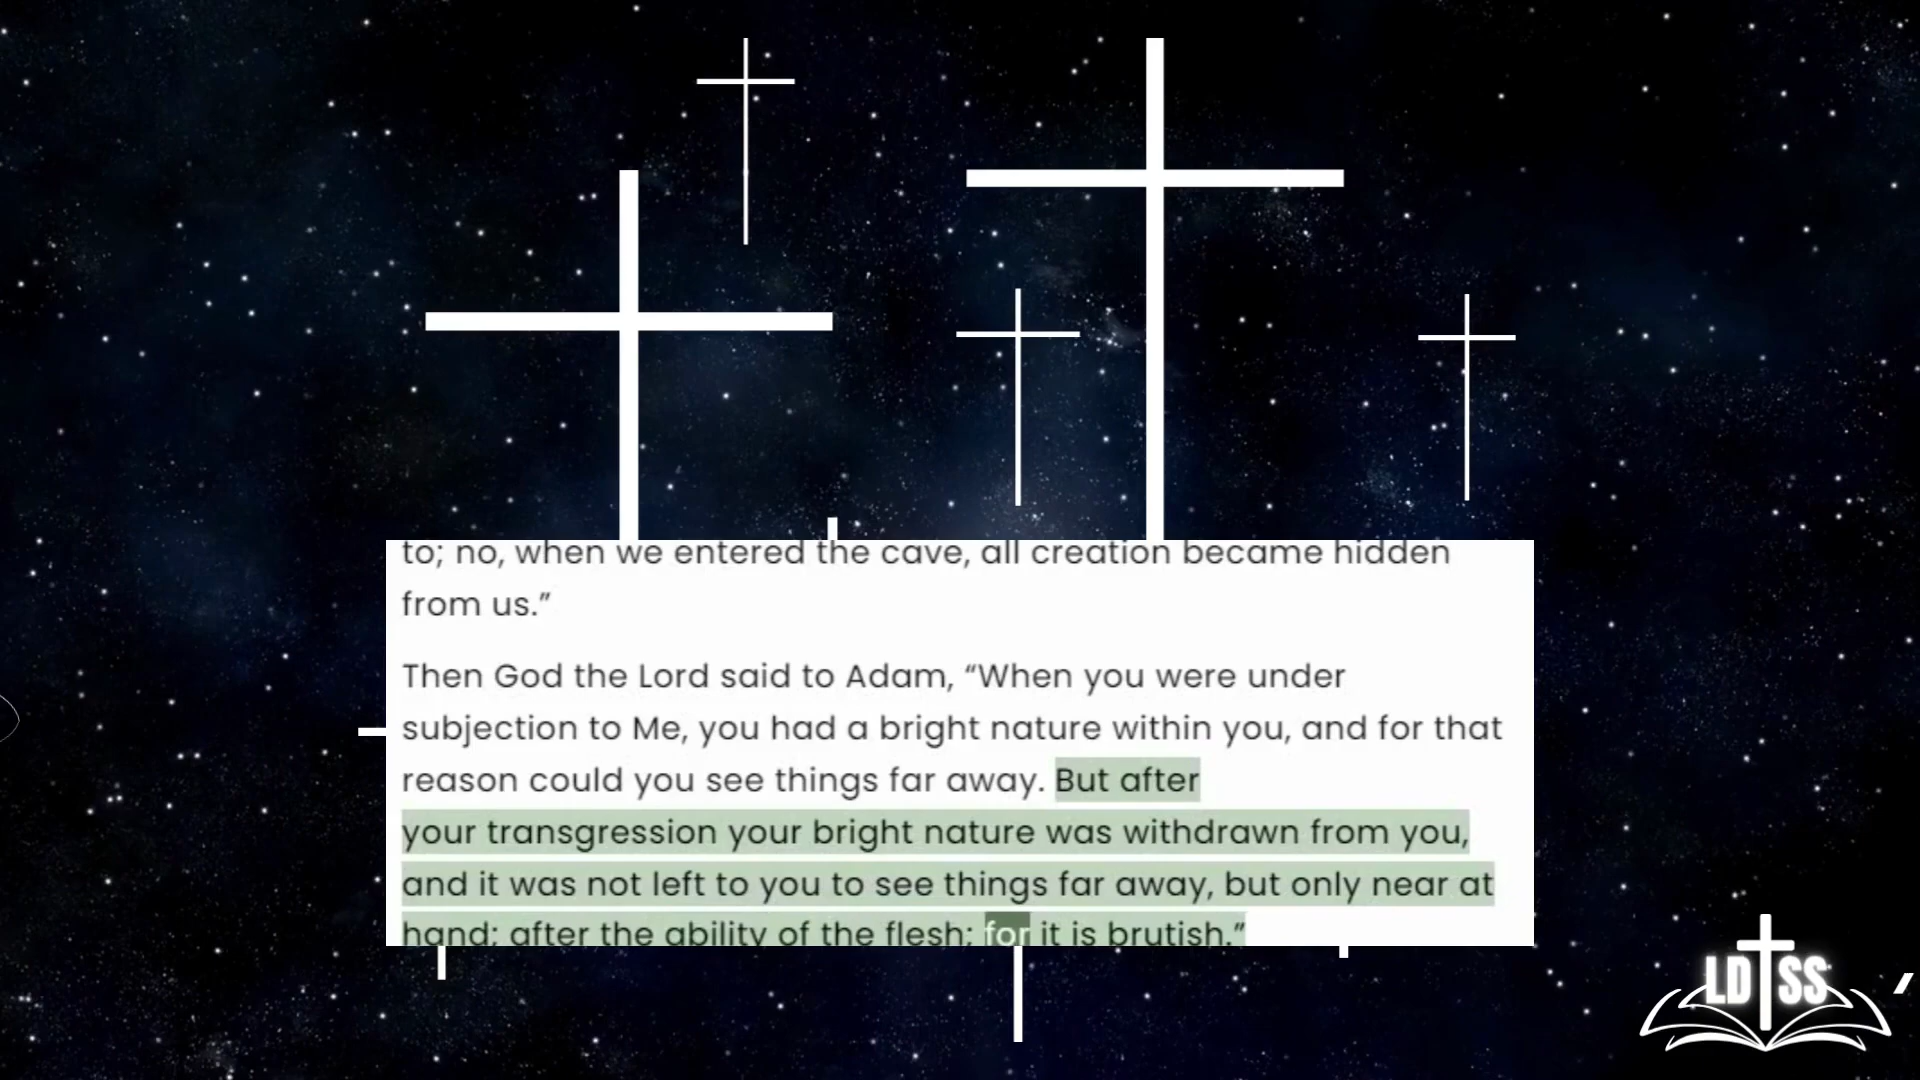 to; no, when we entered the cave, all creation became hidden
from us.”
Then God the Lord said to Adam, “When you were under
subjection to Me, you had a bright nature within you, and for that
reason could you see things far away. But after
your transgression your bright nature was withdrawn from you,
and it was not left to you to see things far away, but only near at
hand; after the ability of the flesh; for it is brutish.”
LD SS